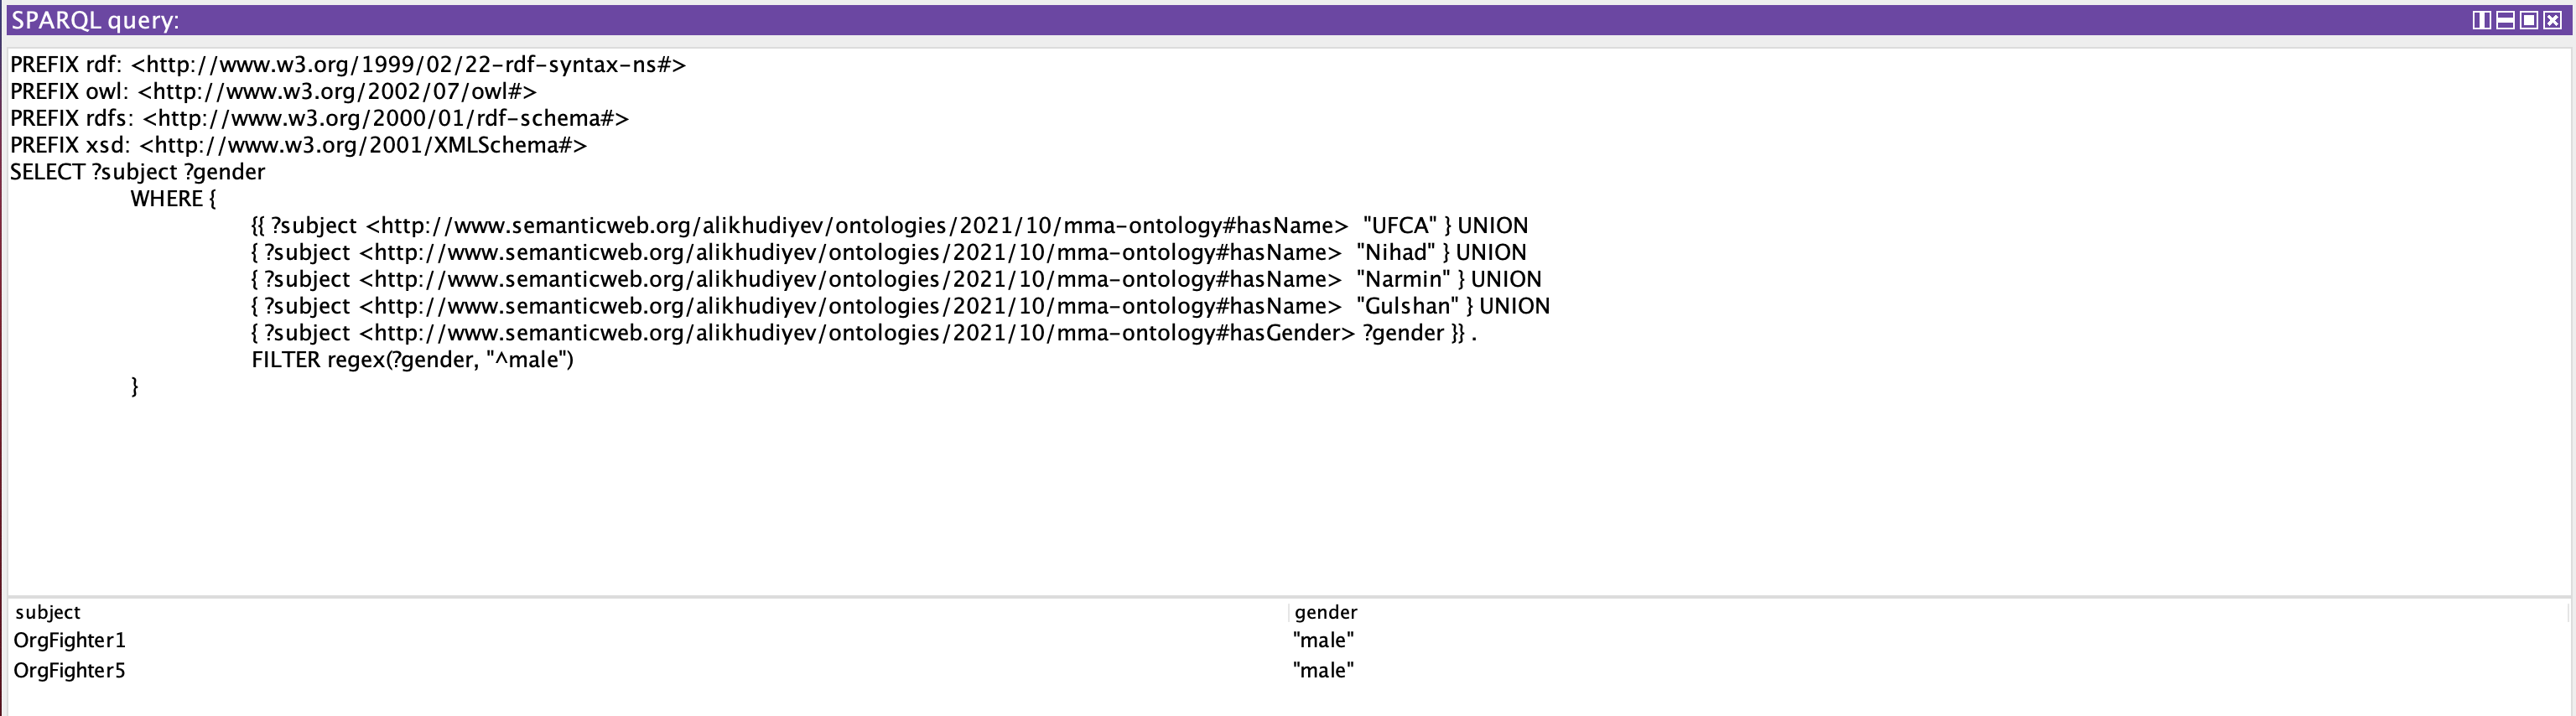 SPARQL query:
PREFIX rdf: <http://www.w3.org/1999/02/22-rdf-syntax-ns#>
PREFIX owl: <http://www.w3.org/2002/07/owl#>
PREFIX rdfs: <http://www.w3.org/2000/01/rdf-schema#>
PREFIX xsd: <http://www.w3.org/2001/XMLSchema#>
SELECT ?subject ?gender
WHERE {
{{ ?subject <http://www.semanticweb.org/alikhudiyev/ontologies/2021/10/mma-ontology#hasName>  "UFCA" } UNION
{ ?subject <http://www.semanticweb.org/alikhudiyev/ontologies/2021/10/mma-ontology#hasName>  "Nihad" } UNION
{ ?subject <http://www.semanticweb.org/alikhudiyev/ontologies/2021/10/mma-ontology#hasName>  "Narmin" } UNION
{ ?subject <http://www.semanticweb.org/alikhudiyev/ontologies/2021/10/mma-ontology#hasName>  "Gulshan" } UNION
{ ?subject <http://www.semanticweb.org/alikhudiyev/ontologies/2021/10/mma-ontology#hasGender> ?gender }} .
FILTER regex(?gender, "^male")
}
subject gender
OrgFighter1 "male"
OrgFighter5 "male"